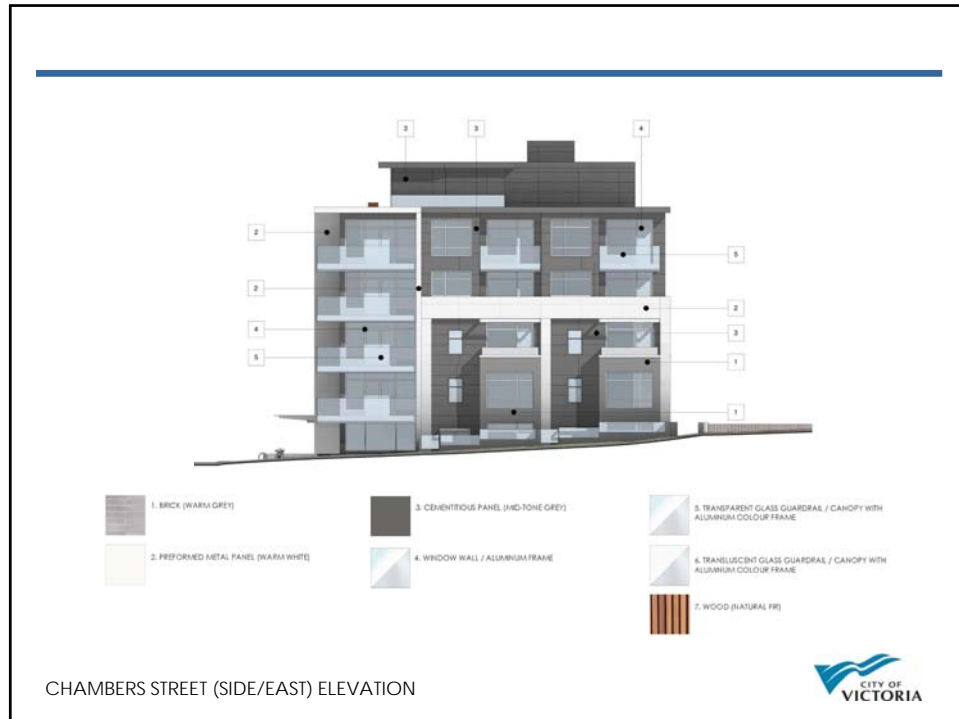 3 3 4
2
5
2
2
4
3
5
1
1
1. BRICK (WARM GREY)
2. PREFORMED METAL PANEL (WARM WHITE)
3. CEMENTITIOUS PANEL (MID-TONE GREY)
4. WINDOW WALL / ALUMINUM FRAME
5. TRANSPARENT GLASS GUARDRAIL / CANOPY WITH
ALUMINUM COLOUR FRAME
6. TRANSLUSCENT GLASS GUARDRAIL / CANOPY WITH
ALUMINUM COLOUR FRAME
7. WOOD (NATURAL FIR)
CHAMBERS STREET (SIDE/EAST) ELEVATION
CITY OF
VICTORIA